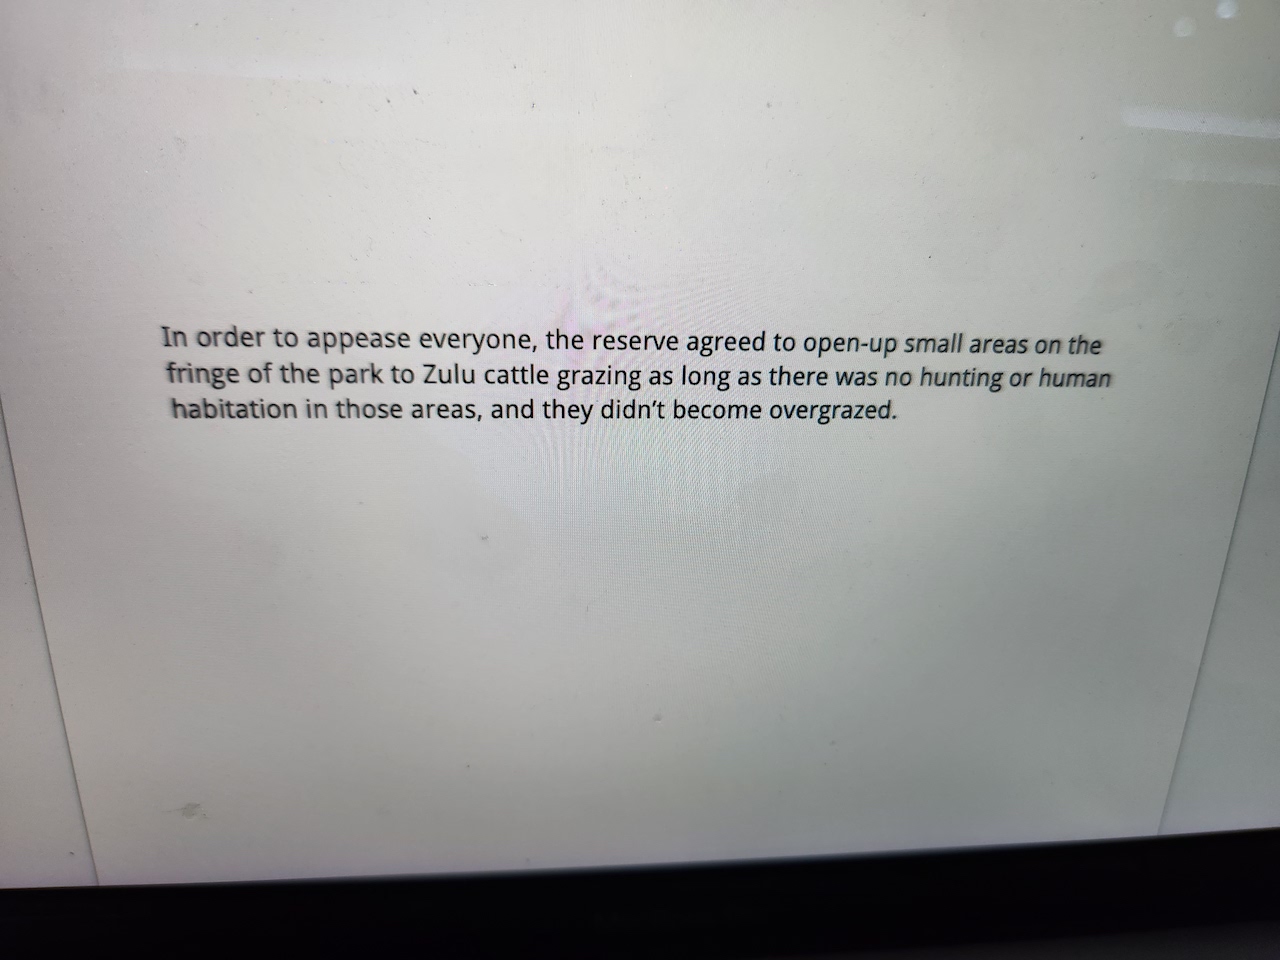 In order to appease everyone, the reserve agreed to open-up small areas on the
fringe of the park to Zulu cattle grazing as long as there was no hunting or human
habitation in those areas, and they didn't become overgrazed.